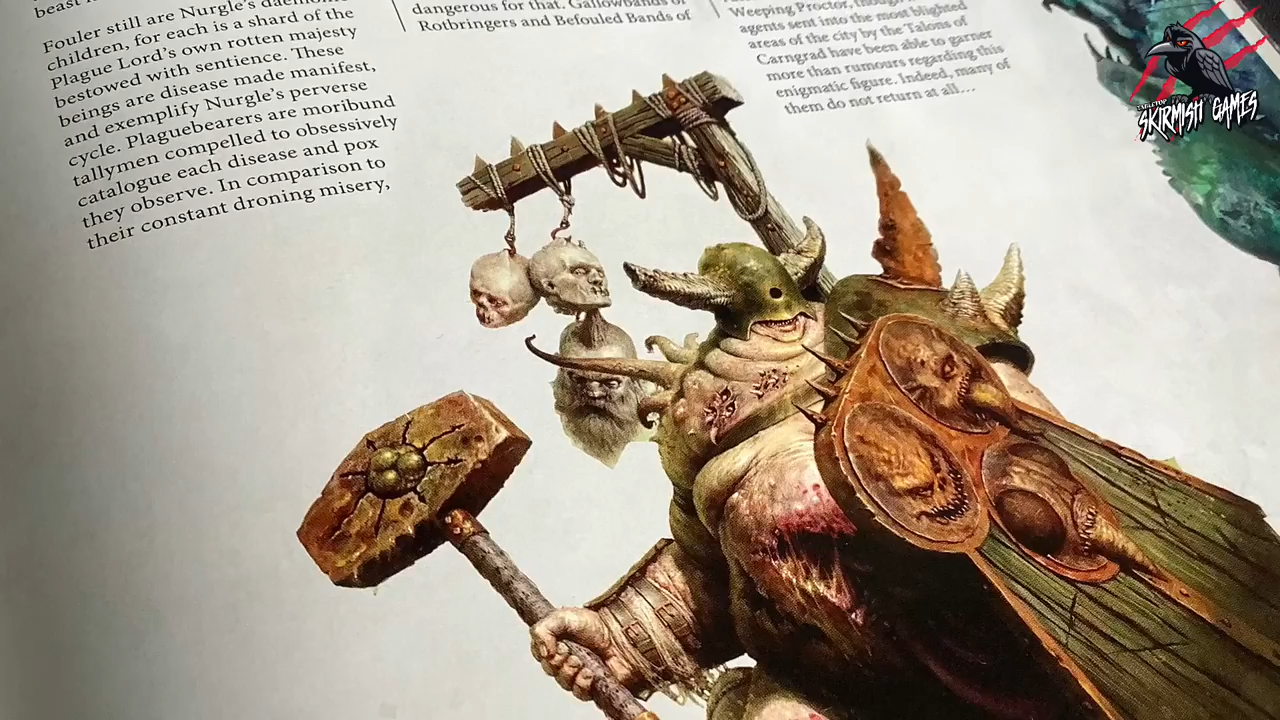 beast
Fouler still are Nurgle's daemonic
children, for each is a shard of the
Plague Lord's own rotten majesty
bestowed with sentience. These
beings are disease made manifest,
and exemplify Nurgle's perverse
cycle. Plaguebearers are moribund
tallymen compelled to obsessively
catalogue each disease and pox
they observe. In comparison to
their constant droning misery,
dangerous for that. Gallowbands of
Rotbringers and Befouled Bands of
Weeping Proctor, though
agents sent into the most blighted
areas of the city by the Talons of
Carngrad have been able to garner
more than rumours regarding this
enigmatic figure. Indeed, many of
them do not return at all...
TABLETOP
SKIRMISH GAMES